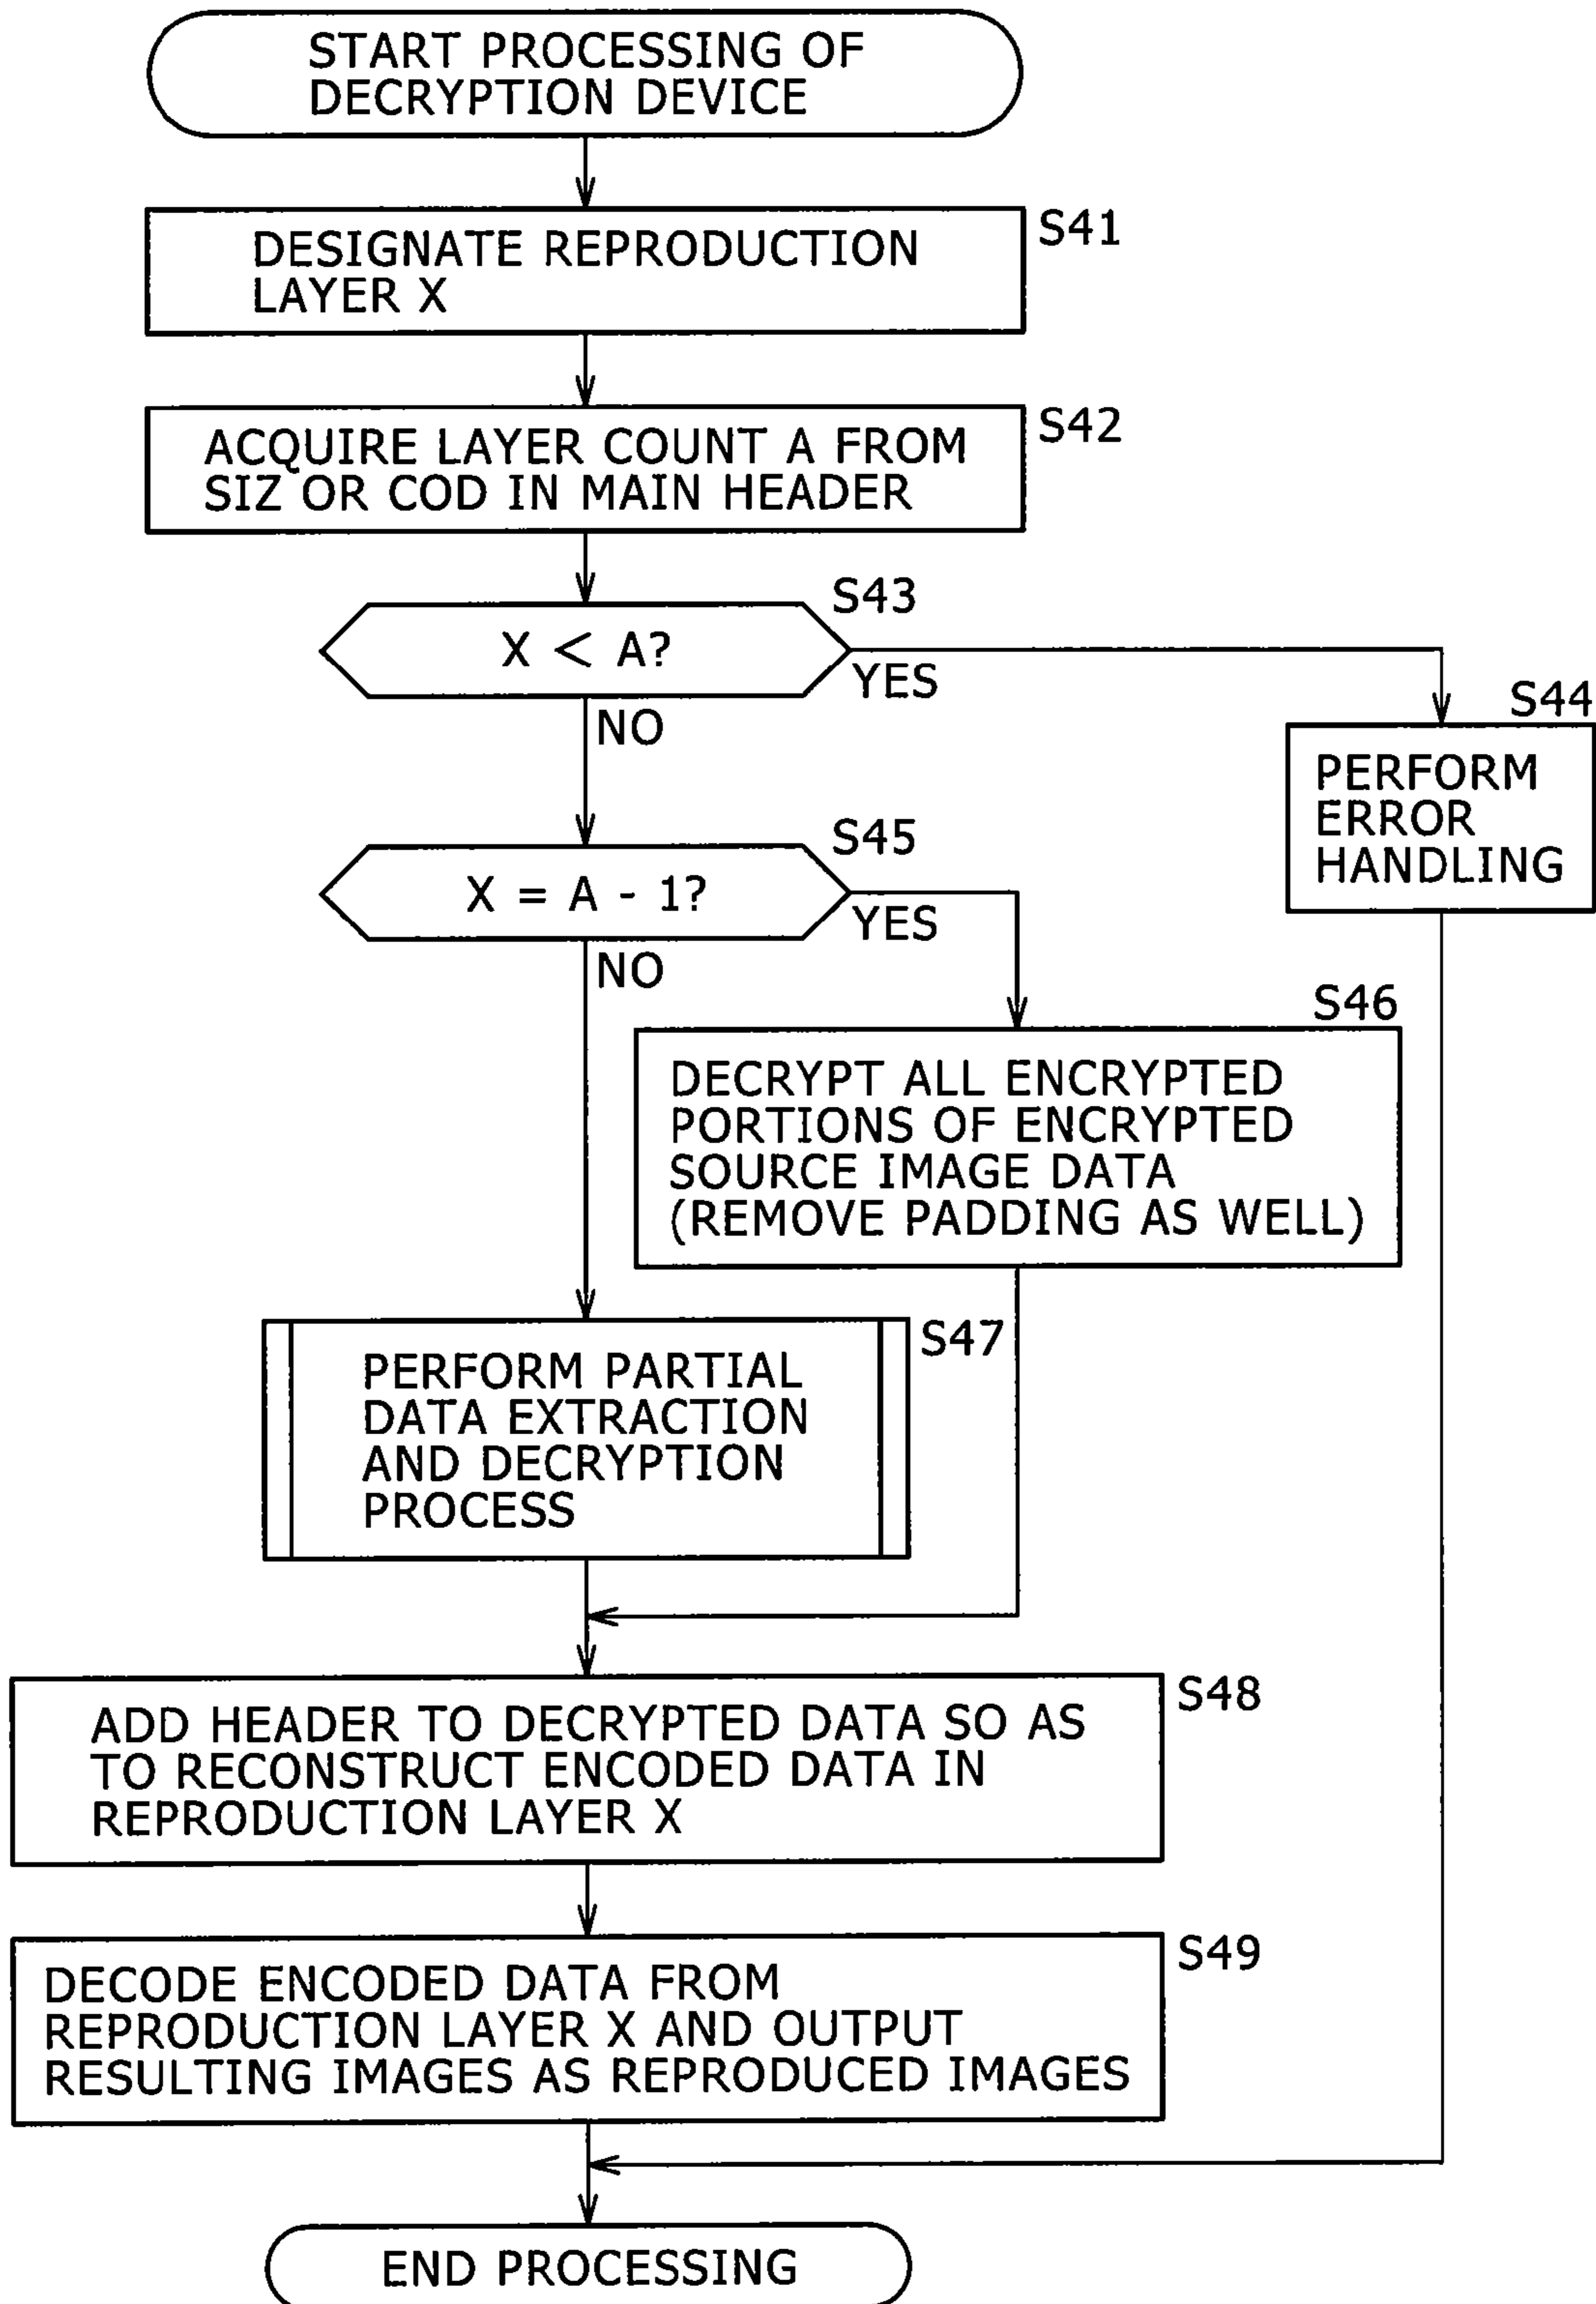 START PROCESSING OF
DECRYPTION DEVICE
S41
DESIGNATE REPRODUCTION
LAYER X
S42
ACQUIRE LAYER COUNT A FROM
SIZ OR COD IN MAIN HEADER
S43
X < A?
YES
NO
S44
PERFORM
ERROR
HANDLING
S45
X = A - 1?
YES
NO
S46
DECRYPT ALL ENCRYPTED
PORTIONS OF ENCRYPTED
SOURCE IMAGE DATA
(REMOVE PADDING AS WELL)
S47
PERFORM PARTIAL
DATA EXTRACTION
AND DECRYPTION
PROCESS
S48
ADD HEADER TO DECRYPTED DATA SO AS
TO RECONSTRUCT ENCODED DATA IN
REPRODUCTION LAYER X
S49
DECODE ENCODED DATA FROM
REPRODUCTION LAYER X AND OUTPUT
RESULTING IMAGES AS REPRODUCED IMAGES
END PROCESSING